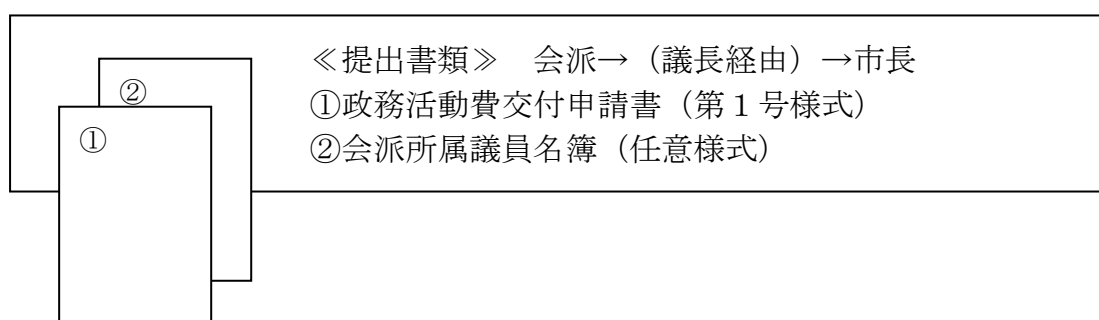 ≪提出書類≫　会派→（議長経由）→市長
①政務活動費交付申請書（第１号様式）
②会派所属議員名簿（任意様式）
②
①